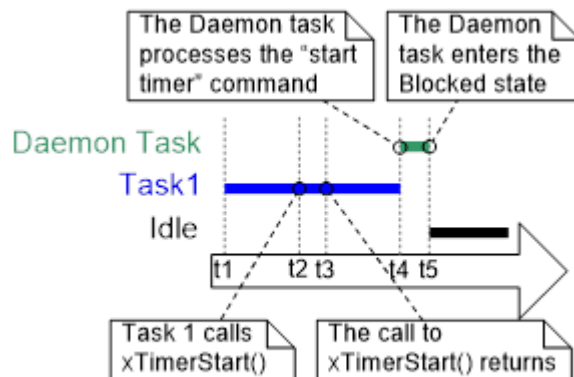 The Daemon task
processes the “start
timer” command
The Daemon
task enters the
Blocked state
Daemon Task
Task1
Idle
t1 t2 t3 t4 t5
Task 1 calls
xTimerStart()
The call to
xTimerStart() returns